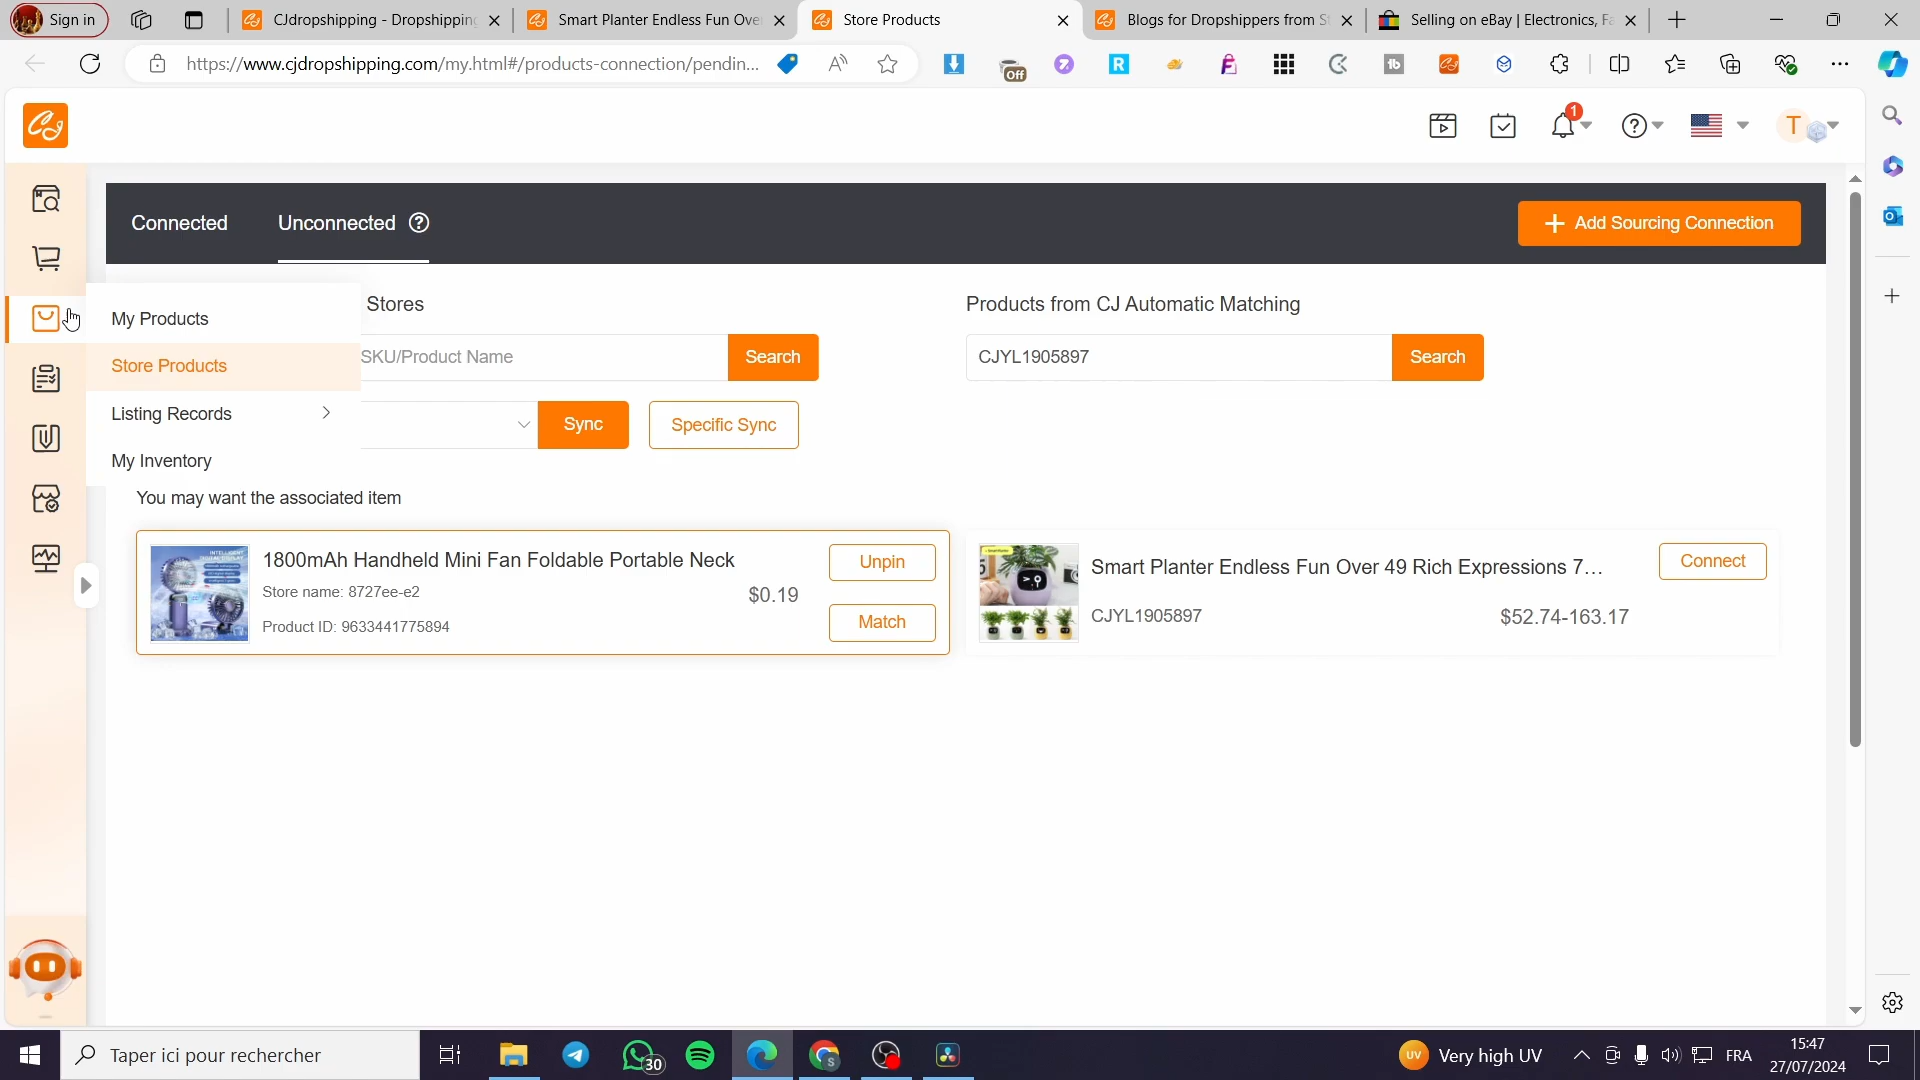 Sign in
CJdropshipping - Dropshipping
Smart Planter Endless Fun Ove
Store Products
Blogs for Dropshippers from S
Selling on eBay | Electronics, Fa
https://www.cjdropshipping.com/my.html#/products-connection/pendin...
Off
1
T
Connected
Unconnected
Add Sourcing Connection
My Products
Store Products
Listing Records
My Inventory
Stores
SKU/Product Name
Search
Sync
Specific Sync
Products from CJ Automatic Matching
CJYL1905897
Search
You may want the associated item
1800mAh Handheld Mini Fan Foldable Portable Neck
Store name: 8727ee-e2
$0.19
Product ID: 9633441775894
Unpin
Match
Smart Planter Endless Fun Over 49 Rich Expressions 7...
CJYL1905897
$52.74-163.17
Connect
Taper ici pour rechercher
30
UV
Very high UV
FRA
15:47
27/07/2024